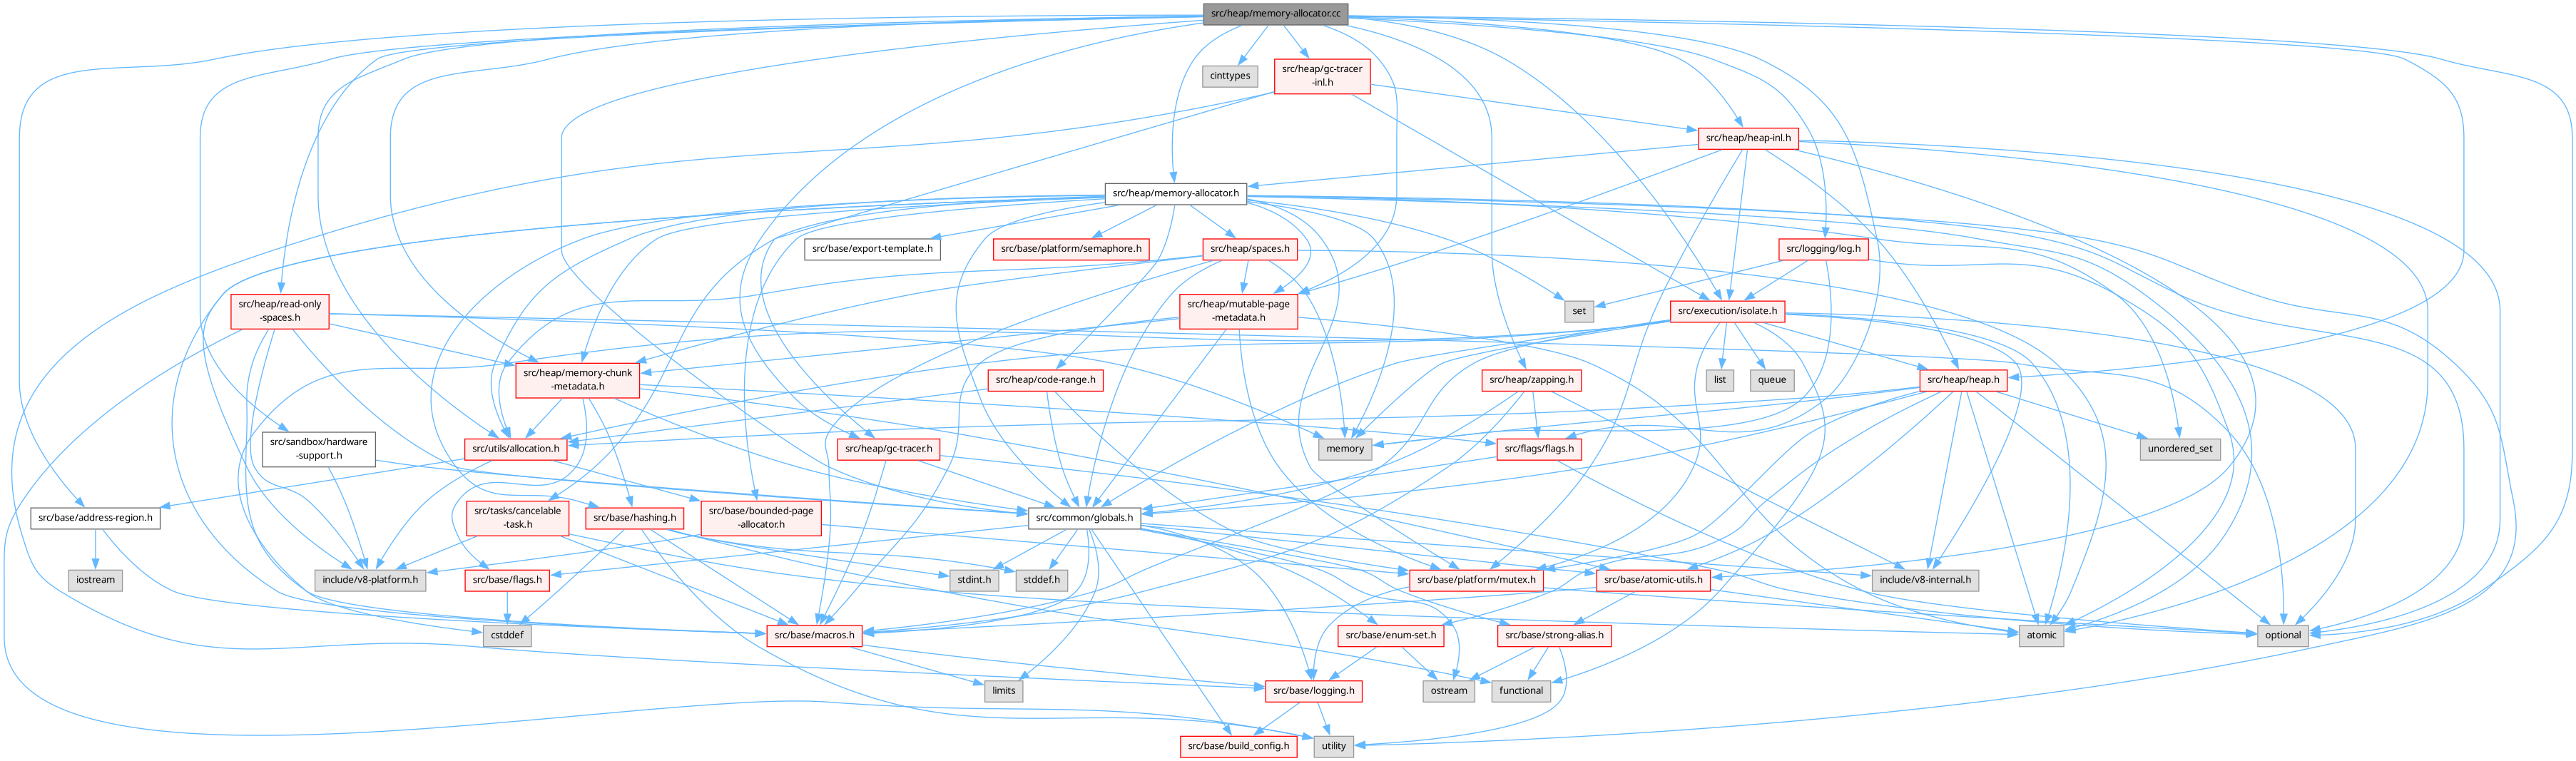 src/heap/memory-allocator.cc
cinttypes
src/heap/gc-tracer
-inl.h
src/heap/heap-inl.h
src/heap/memory-allocator.h
src/base/export-template.h
src/base/platform/semaphore.h
src/heap/spaces.h
src/logging/log.h
src/heap/read-only
-spaces.h
src/heap/mutable-page
-metadata.h
set
src/execution/isolate.h
src/heap/memory-chunk
-metadata.h
src/heap/code-range.h
src/heap/zapping.h
list
queue
src/heap/heap.h
src/sandbox/hardware
-support.h
src/utils/allocation.h
src/heap/gc-tracer.h
memory
src/flags/flags.h
unordered_set
src/base/address-region.h
src/tasks/cancelable
-task.h
src/base/hashing.h
src/base/bounded-page
-allocator.h
src/common/globals.h
iostream
include/v8-platform.h
src/base/flags.h
stdint.h
stddef.h
src/base/platform/mutex.h
src/base/atomic-utils.h
include/v8-internal.h
cstddef
src/base/macros.h
src/base/enum-set.h
src/base/strong-alias.h
atomic
optional
limits
src/base/logging.h
ostream
functional
src/base/build_config.h
utility